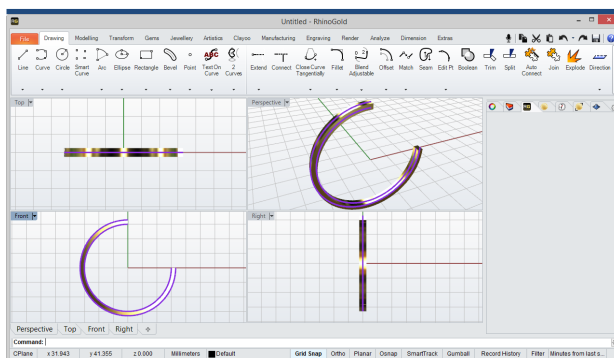 Untitled - RhinoGold
File Drawing Modelling Transform Gems Jewellery Artistics Clayoo Manufacturing Engraving Render Analyze Dimension Extras
Line Curve Circle Smart Curve Arc Ellipse Rectangle Bevel Point Text On Curve 2 Curves Extend Connect Close Curve Tangentially Fillet Blend Adjustable Offset Match Seam Edit Pt Boolean Trim Split Auto Connect Join Explode Direction
ABC
Top
Perspective
Front
Right
Perspective Top Front Right
Command:
CPlane x 31.943 y 41.355 z 0.000 Millimeters Default Grid Snap Ortho Planar Osnap SmartTrack Gumball Record History Filter Minutes from last s...